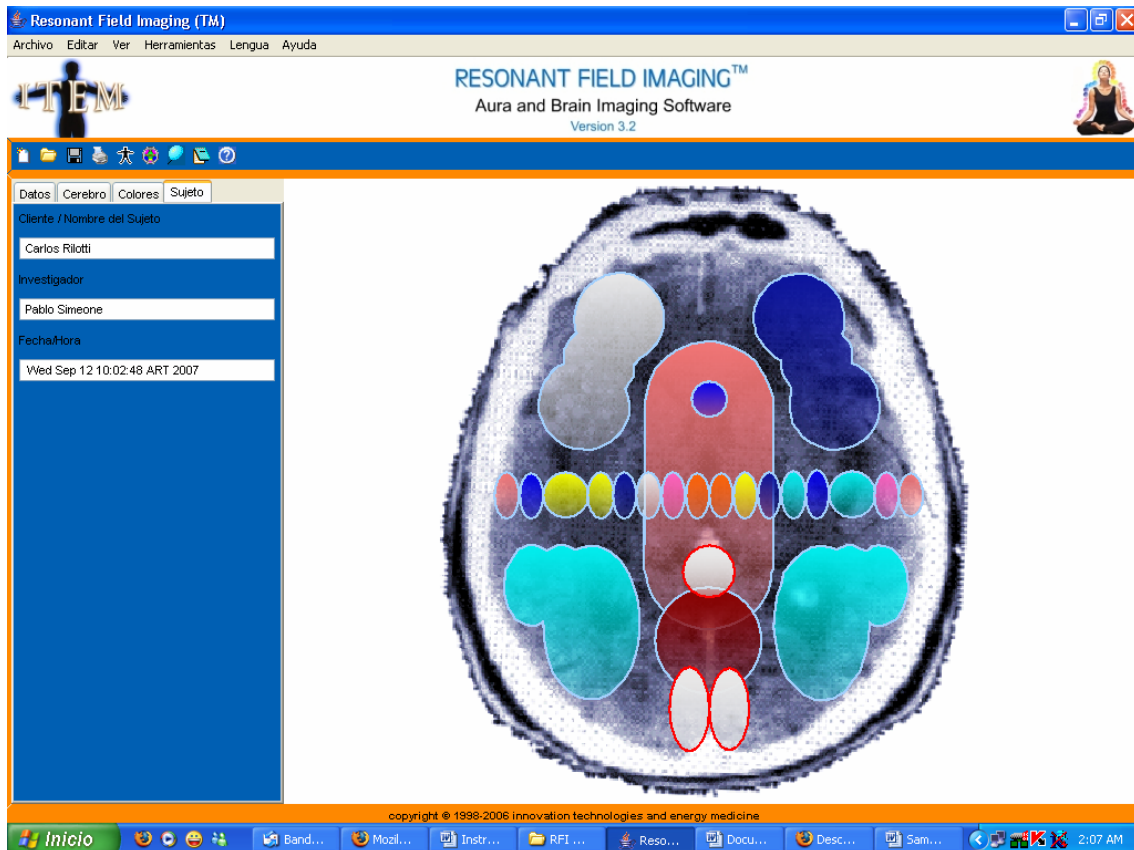 Resonant Field Imaging (TM)
Archivo Editar Ver Herramientas Lengua Ayuda
ITEM
RESONANT FIELD IMAGING™
Aura and Brain Imaging Software
Version 3.2
Datos Cerebro Colores Sujeto
Cliente / Nombre del Sujeto
Carlos Rilotti
Investigador
Pablo Simeone
Fecha/Hora
Wed Sep 12 10:02:48 ART 2007
copyright © 1998-2006 innovation technologies and energy medicine
Inicio Band... Mozil... Instr... RFI ... Reso... Docu... Desc... Sam... 2:07 AM